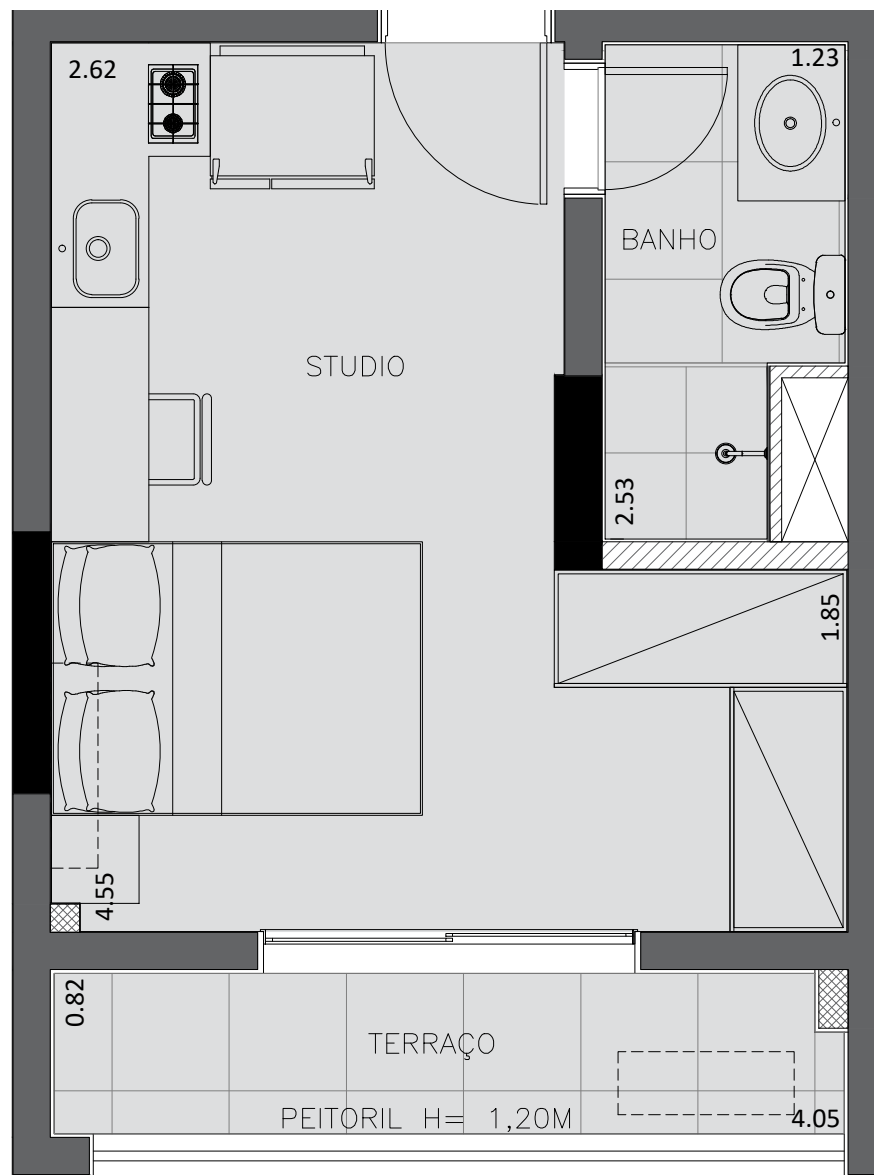 2.62
1.23
BANHO
STUDIO
2.53
1.85
4.55
0.82
TERRAÇO
PEITORIL H= 1,20M
4.05